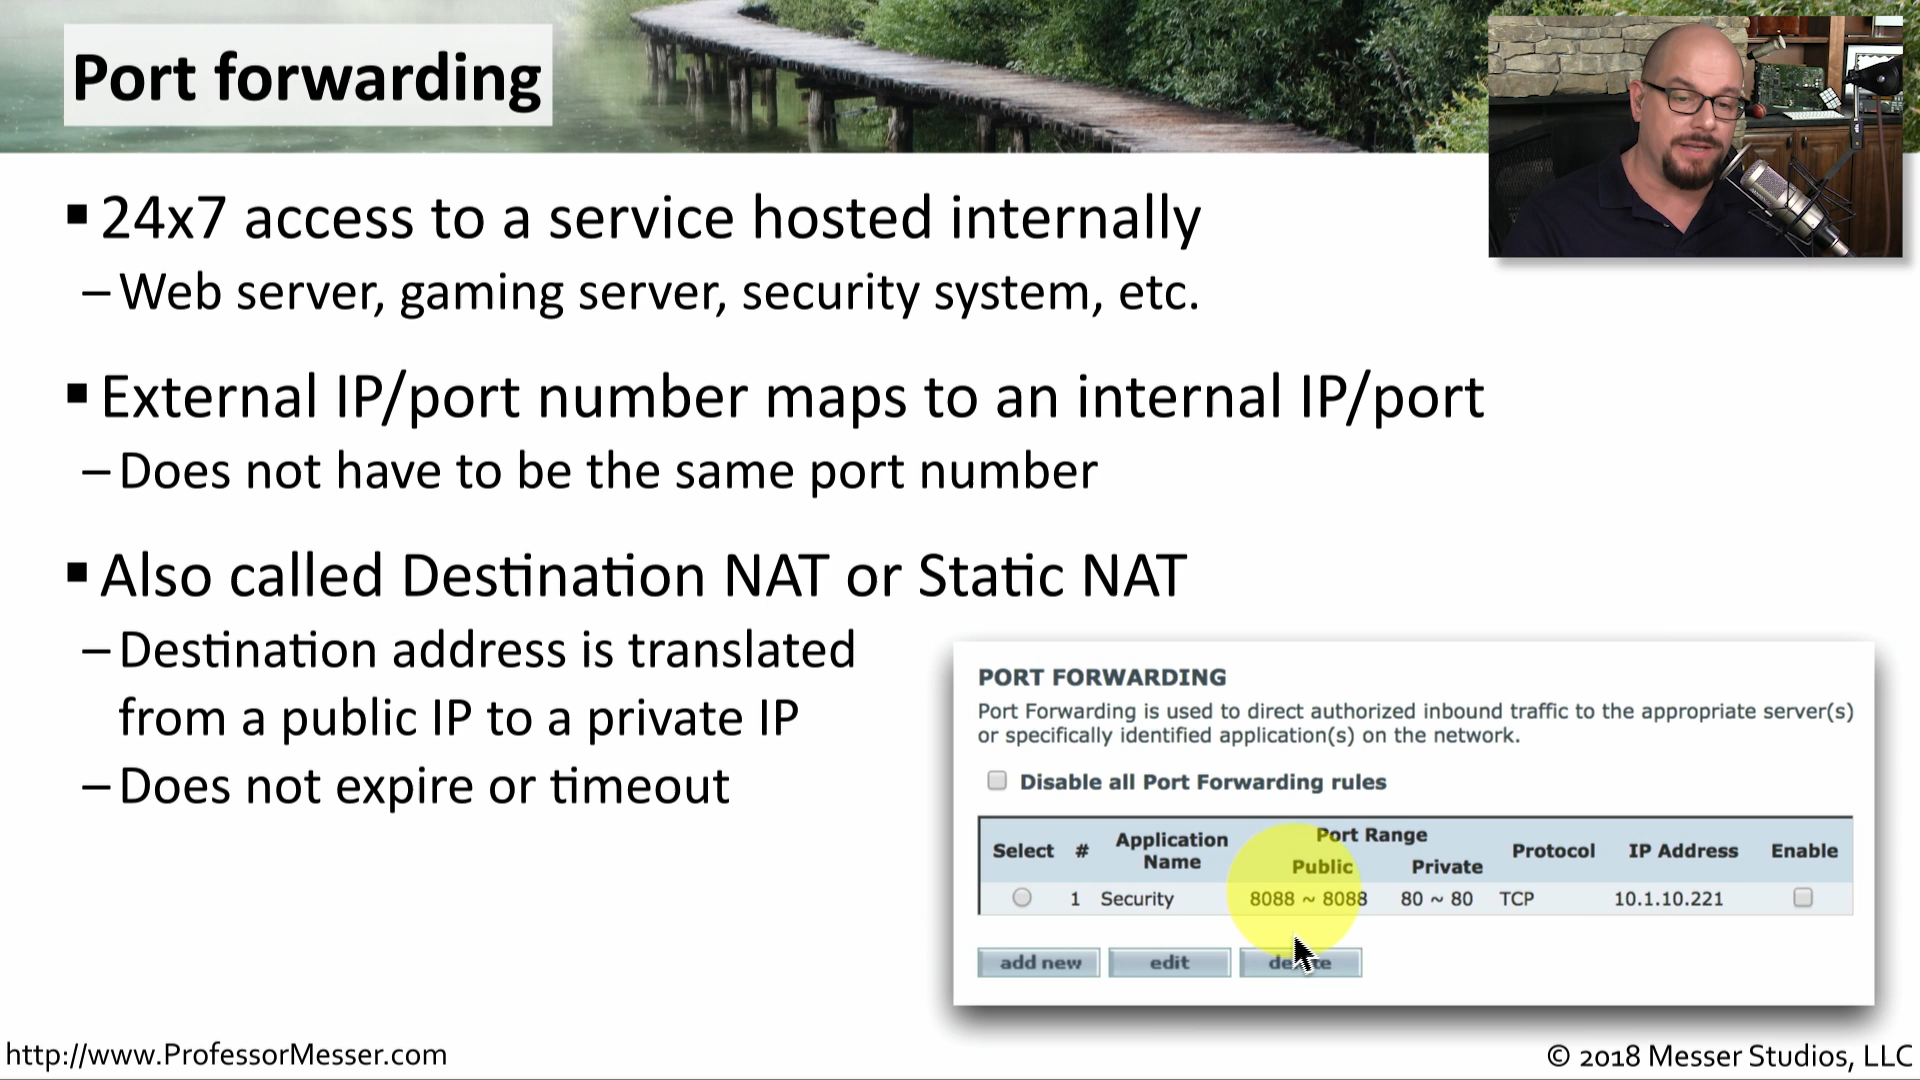 Port forwarding
24x7 access to a service hosted internally
– Web server, gaming server, security system, etc.
External IP/port number maps to an internal IP/port
– Does not have to be the same port number
Also called Destination NAT or Static NAT
– Destination address is translated
from a public IP to a private IP
– Does not expire or timeout
PORT FORWARDING
Port Forwarding is used to direct authorized inbound traffic to the appropriate server(s)
or specifically identified application(s) on the network.
Disable all Port Forwarding rules
Select # Application Name Port Range Public Private Protocol IP Address Enable
1 Security 8088 ~ 8088 80 ~ 80 TCP 10.1.10.221
add new edit delete
http://www.ProfessorMesser.com
© 2018 Messer Studios, LLC